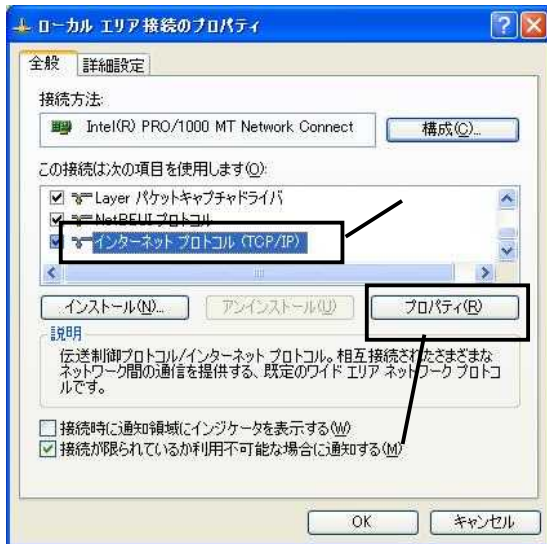 ローカル エリア接続のプロパティ
全般 詳細設定
接続方法:
Intel(R) PRO/1000 MT Network Connect 構成(C)...
この接続は次の項目を使用します(O):
Layer パケットキャプチャドライバ
NetBEUI プロトコル
インターネット プロトコル (TCP/IP)
インストール(N)... アンインストール(U) プロパティ(R)
説明
伝送制御プロトコル/インターネット プロトコル。相互接続されたさまざまな
ネットワーク間の通信を提供する、既定のワイド エリア ネットワーク プロトコ
ルです。
接続時に通知領域にインジケータを表示する(W)
接続が限られているか利用不可能な場合に通知する(M)
OK キャンセル